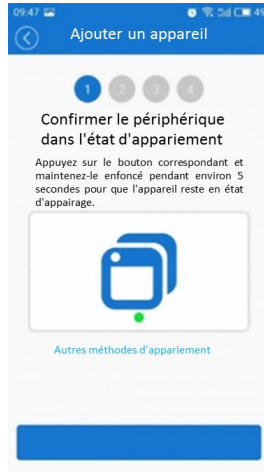 09:47
49
Ajouter un appareil
1 2 3 4
Confirmer le périphérique
dans l'état d'appariement
Appuyez sur le bouton correspondant et
maintenez-le enfoncé pendant environ 5
secondes pour que l'appareil reste en état
d'appairage.
Autres méthodes d'appariement